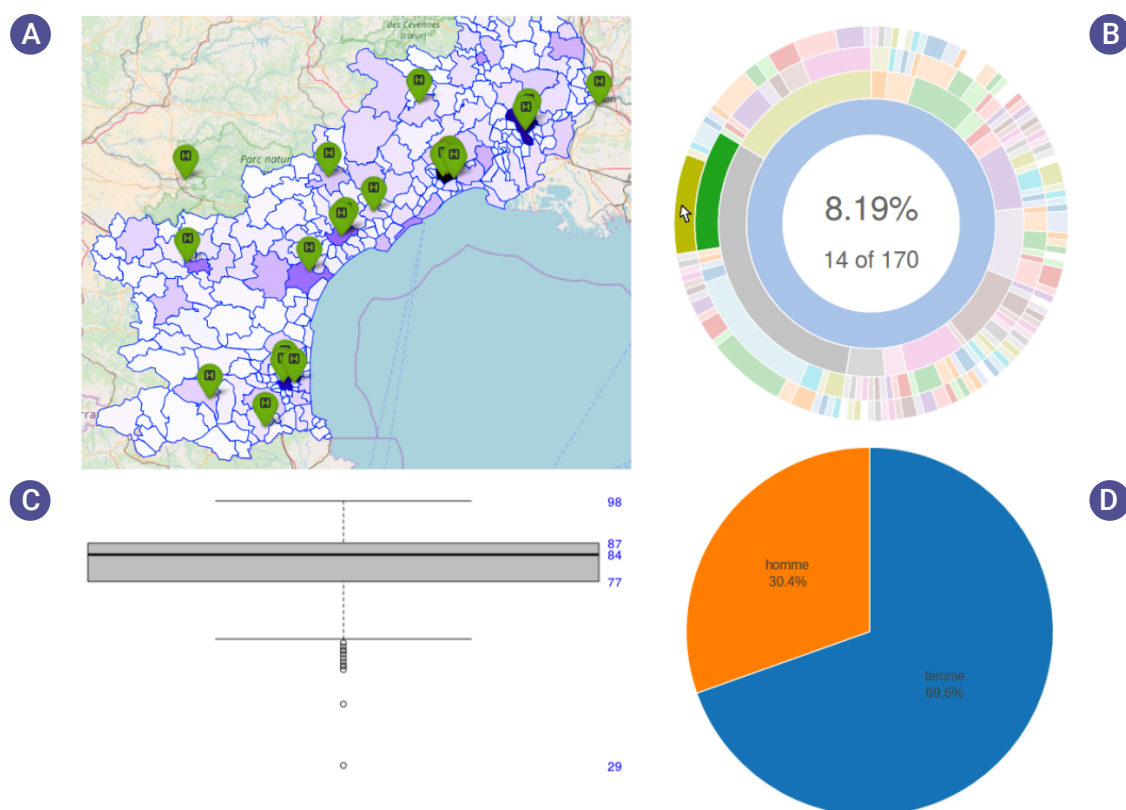 A
des Cévennes
(cœur)
Parc natur
H
H
H
H
H
H
H
H
H
H
H
H
H
B
8.19%
14 of 170
C
98
87
84
77
29
D
homme
30.4%
femme
69.6%